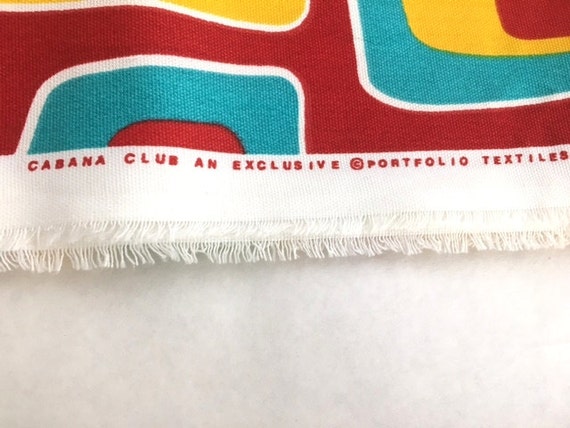 CABANA CLUB AN EXCLUSIVE ©PORTFOLIO TEXTILES